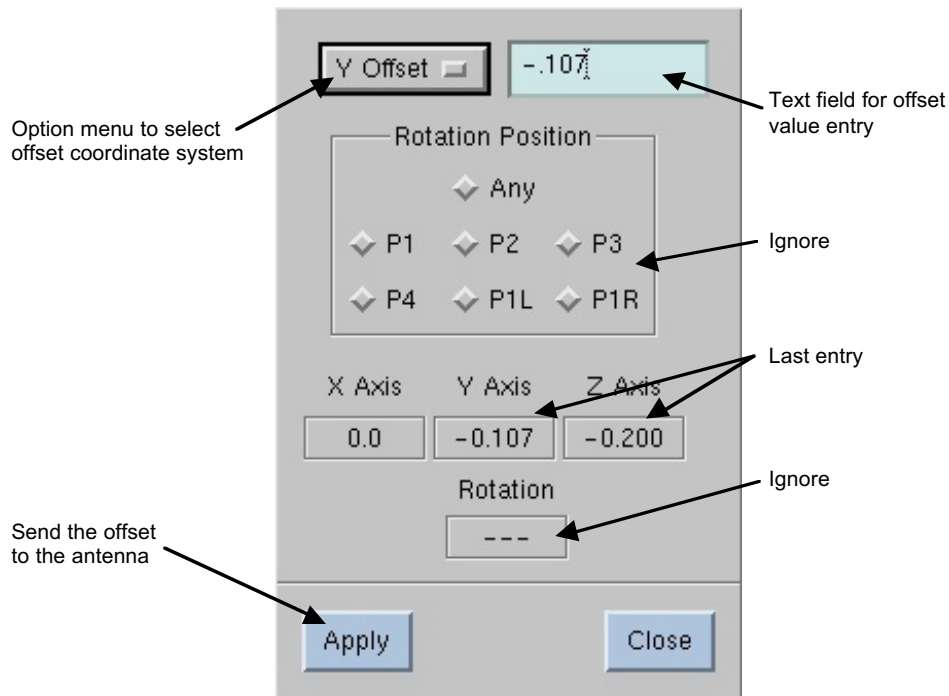 Y Offset
-.107
Option menu to select
offset coordinate system
Text field for offset
value entry
Rotation Position
Any
P1 P2 P3
Ignore
P4 P1L P1R
Last entry
X Axis Y Axis Z Axis
0.0 -0.107 -0.200
Rotation
Ignore
---
Send the offset
to the antenna
Apply Close